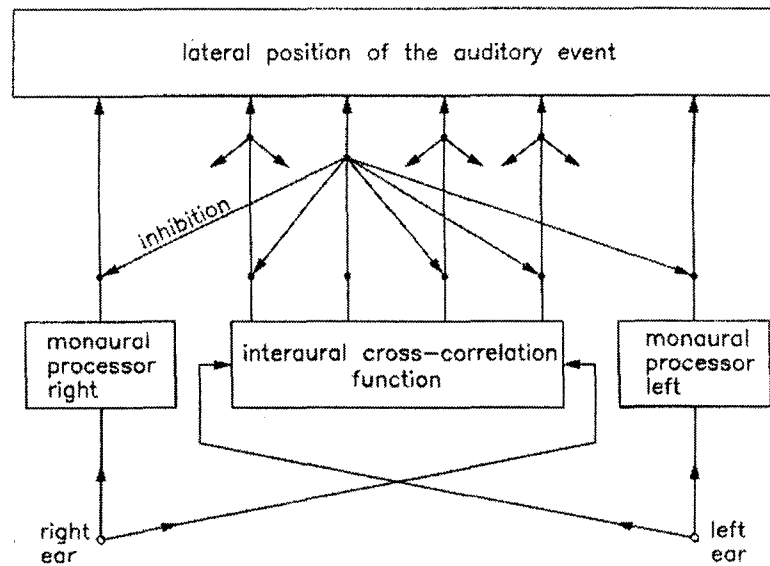 lateral position of the auditory event
inhibition
monaural
processor
right
interaural cross-correlation
function
monaural
processor
left
right
ear
left
ear